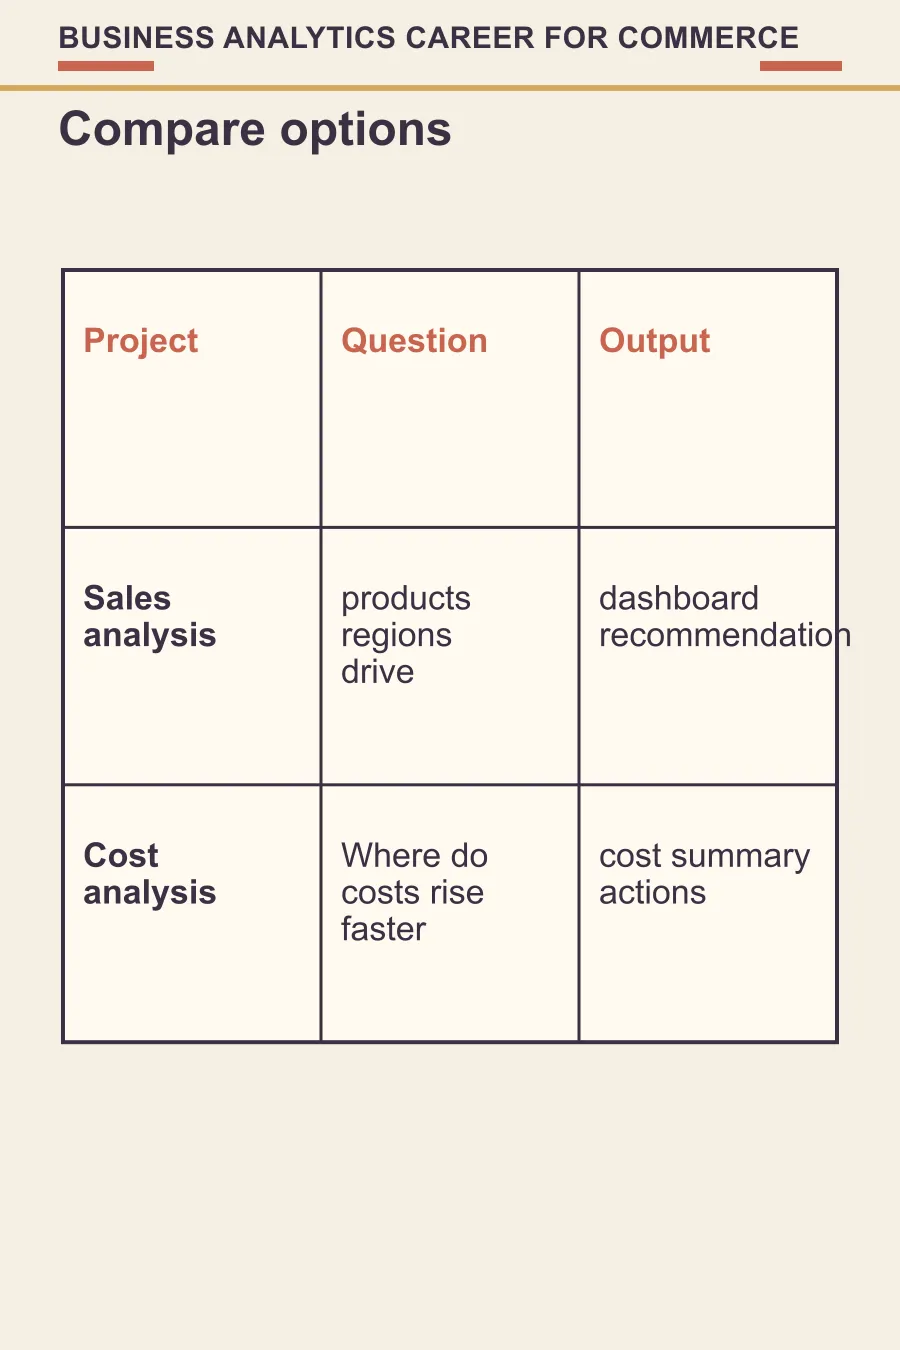 BUSINESS ANALYTICS CAREER FOR COMMERCE
Compare options
Project
Question
Output
Sales
analysis
products
regions
drive
dashboard
recommendation
Cost
analysis
Where do
costs rise
faster
cost summary
actions